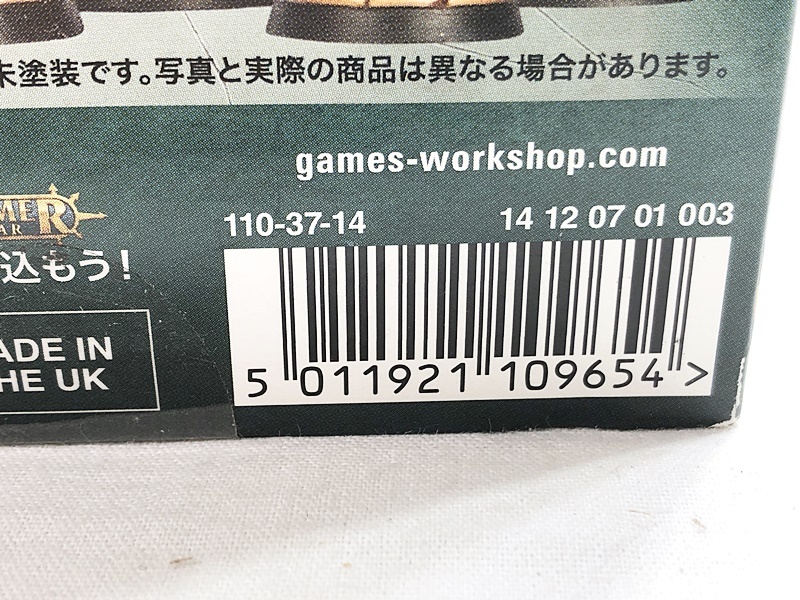 未塗装です。写真と実際の商品は異なる場合があります。
games-workshop.com
110-37-14
14 12 07 01 003
込もう!
ADE IN
HE UK
5 011921 109654 >